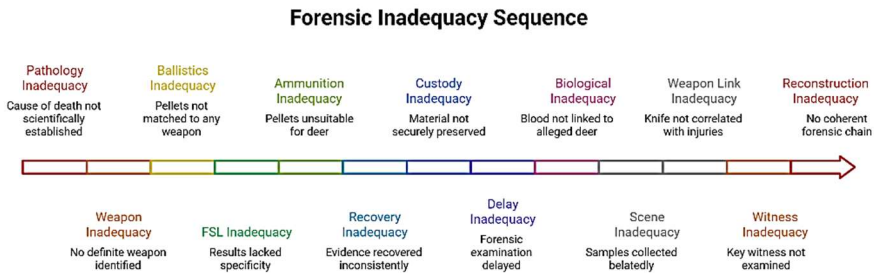 Forensic Inadequacy Sequence
Pathology
Inadequacy
Cause of death not
scientifically
established
Ballistics
Inadequacy
Pellets not
matched to any
weapon
Ammunition
Inadequacy
Pellets unsuitable
for deer
Custody
Inadequacy
Material not
securely preserved
Biological
Inadequacy
Blood not linked to
alleged deer
Weapon Link
Inadequacy
Knife not correlated
with injuries
Reconstruction
Inadequacy
No coherent
forensic chain
Weapon
Inadequacy
No definite weapon
identified
FSL Inadequacy
Results lacked
specificity
Recovery
Inadequacy
Evidence recovered
inconsistently
Delay
Inadequacy
Forensic
examination
delayed
Scene
Inadequacy
Samples collected
belatedly
Witness
Inadequacy
Key witness not
examined